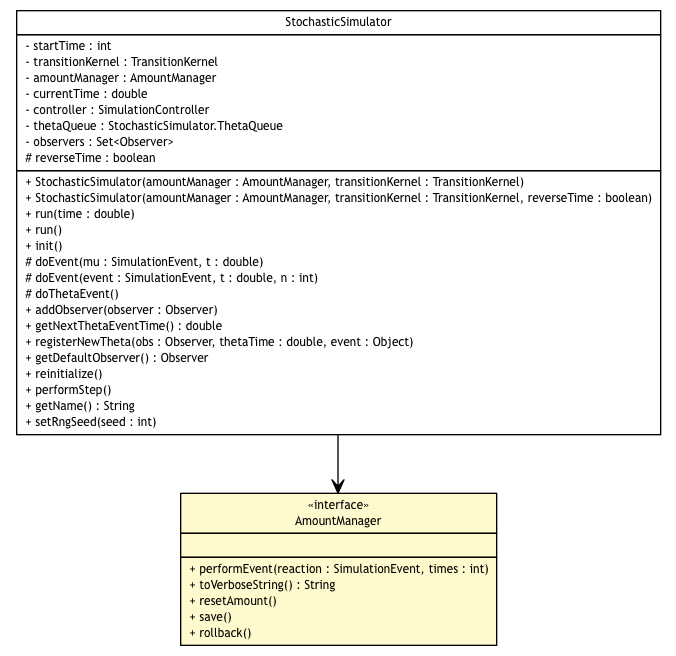 StochasticSimulator
- startTime : int
- transitionKernel : TransitionKernel
- amountManager : AmountManager
- currentTime : double
- controller : SimulationController
- thetaQueue : StochasticSimulator.ThetaQueue
- observers : Set<Observer>
# reverseTime : boolean
+ StochasticSimulator(amountManager : AmountManager, transitionKernel : TransitionKernel)
+ StochasticSimulator(amountManager : AmountManager, transitionKernel : TransitionKernel, reverseTime : boolean)
+ run(time : double)
+ run()
+ init()
# doEvent(mu : SimulationEvent, t : double)
# doEvent(event : SimulationEvent, t : double, n : int)
# doThetaEvent()
+ addObserver(observer : Observer)
+ getNextThetaEventTime() : double
+ registerNewTheta(obs : Observer, thetaTime : double, event : Object)
+ getDefaultObserver() : Observer
+ reinitialize()
+ performStep()
+ getName() : String
+ setRngSeed(seed : int)
«interface»
AmountManager
+ performEvent(reaction : SimulationEvent, times : int)
+ toVerboseString() : String
+ resetAmount()
+ save()
+ rollback()